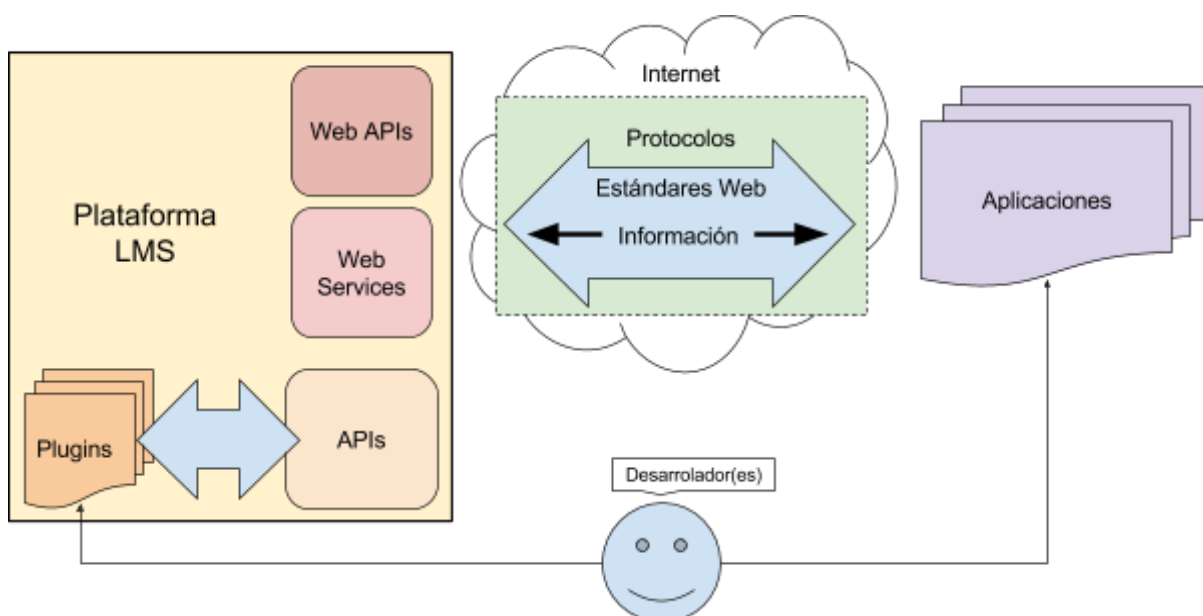 Internet
Web APIs
Protocolos
Estándares Web
Plataforma
LMS
Aplicaciones
Información
Web
Services
Plugins
APIs
Desarrolador(es)